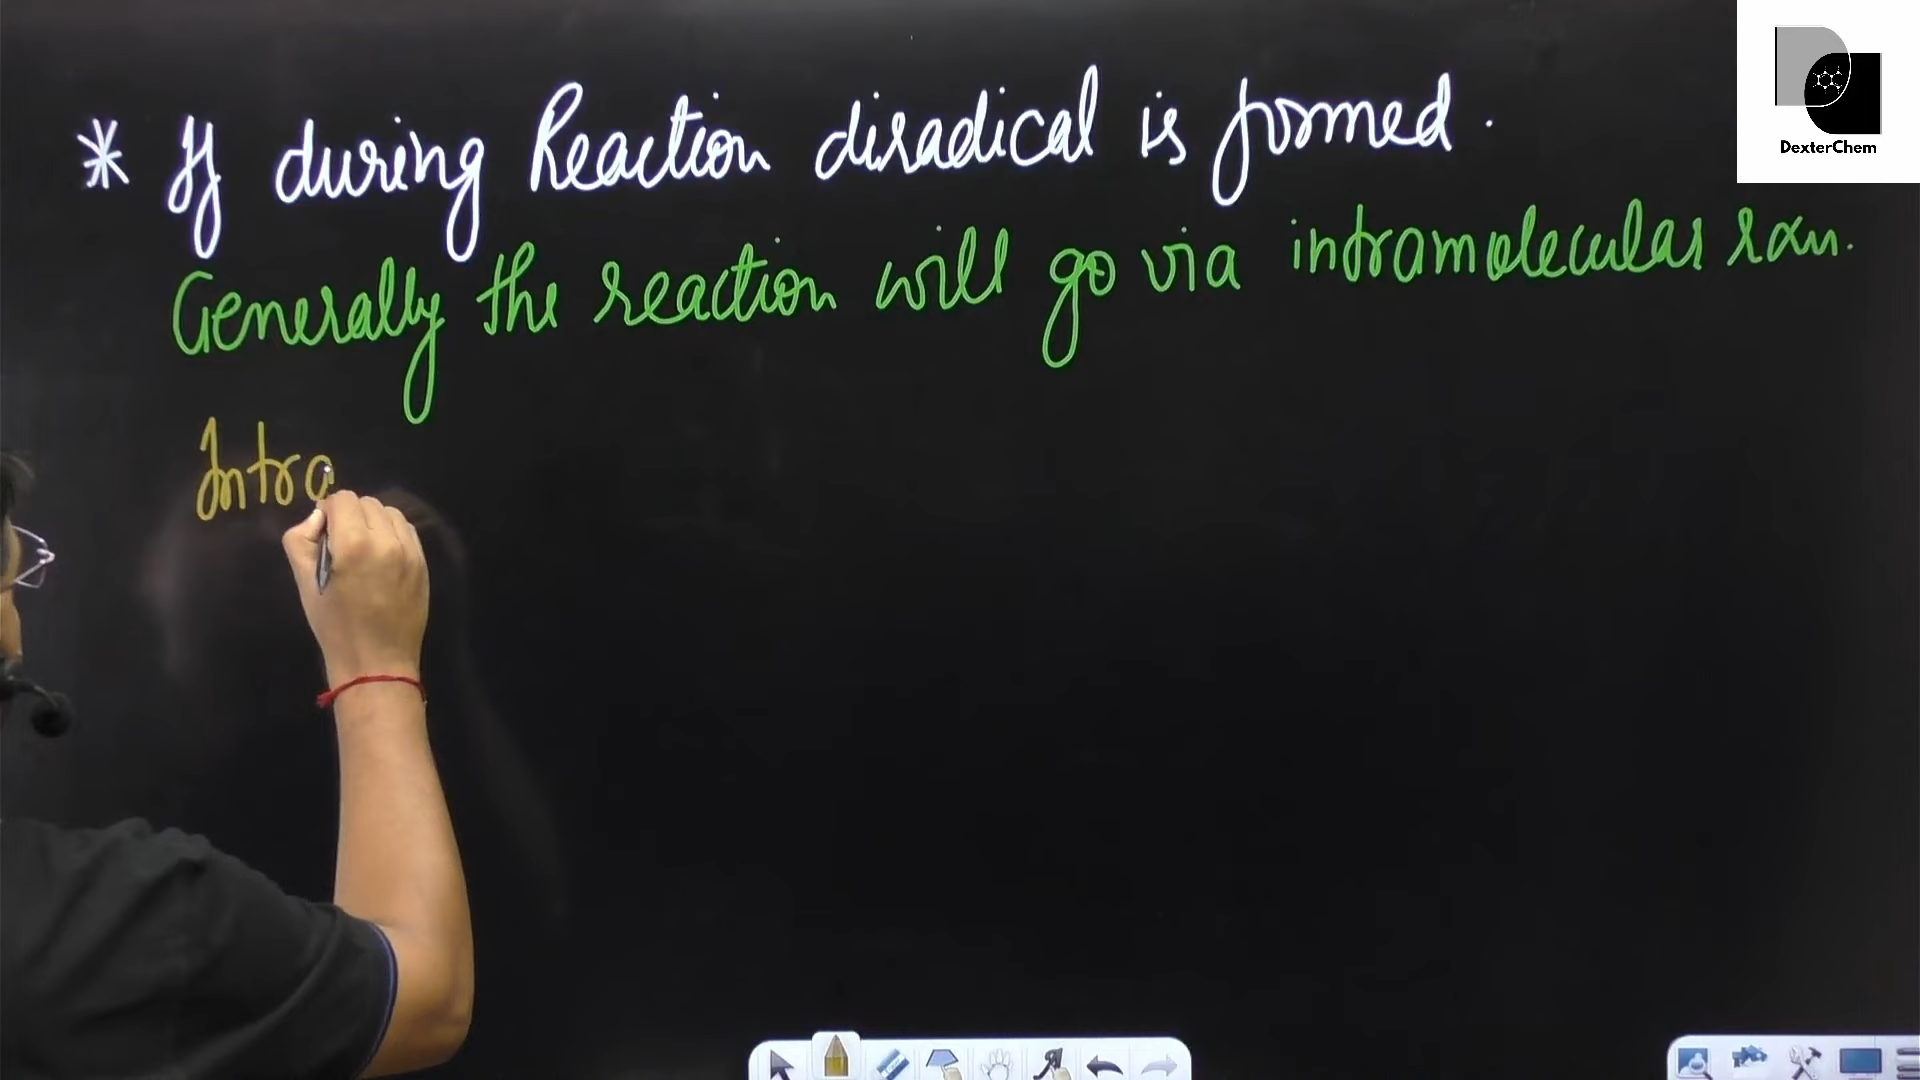 * If during Reaction diradical is formed.
Generally the reaction will go via intramolecular rxn.
Intra
DexterChem